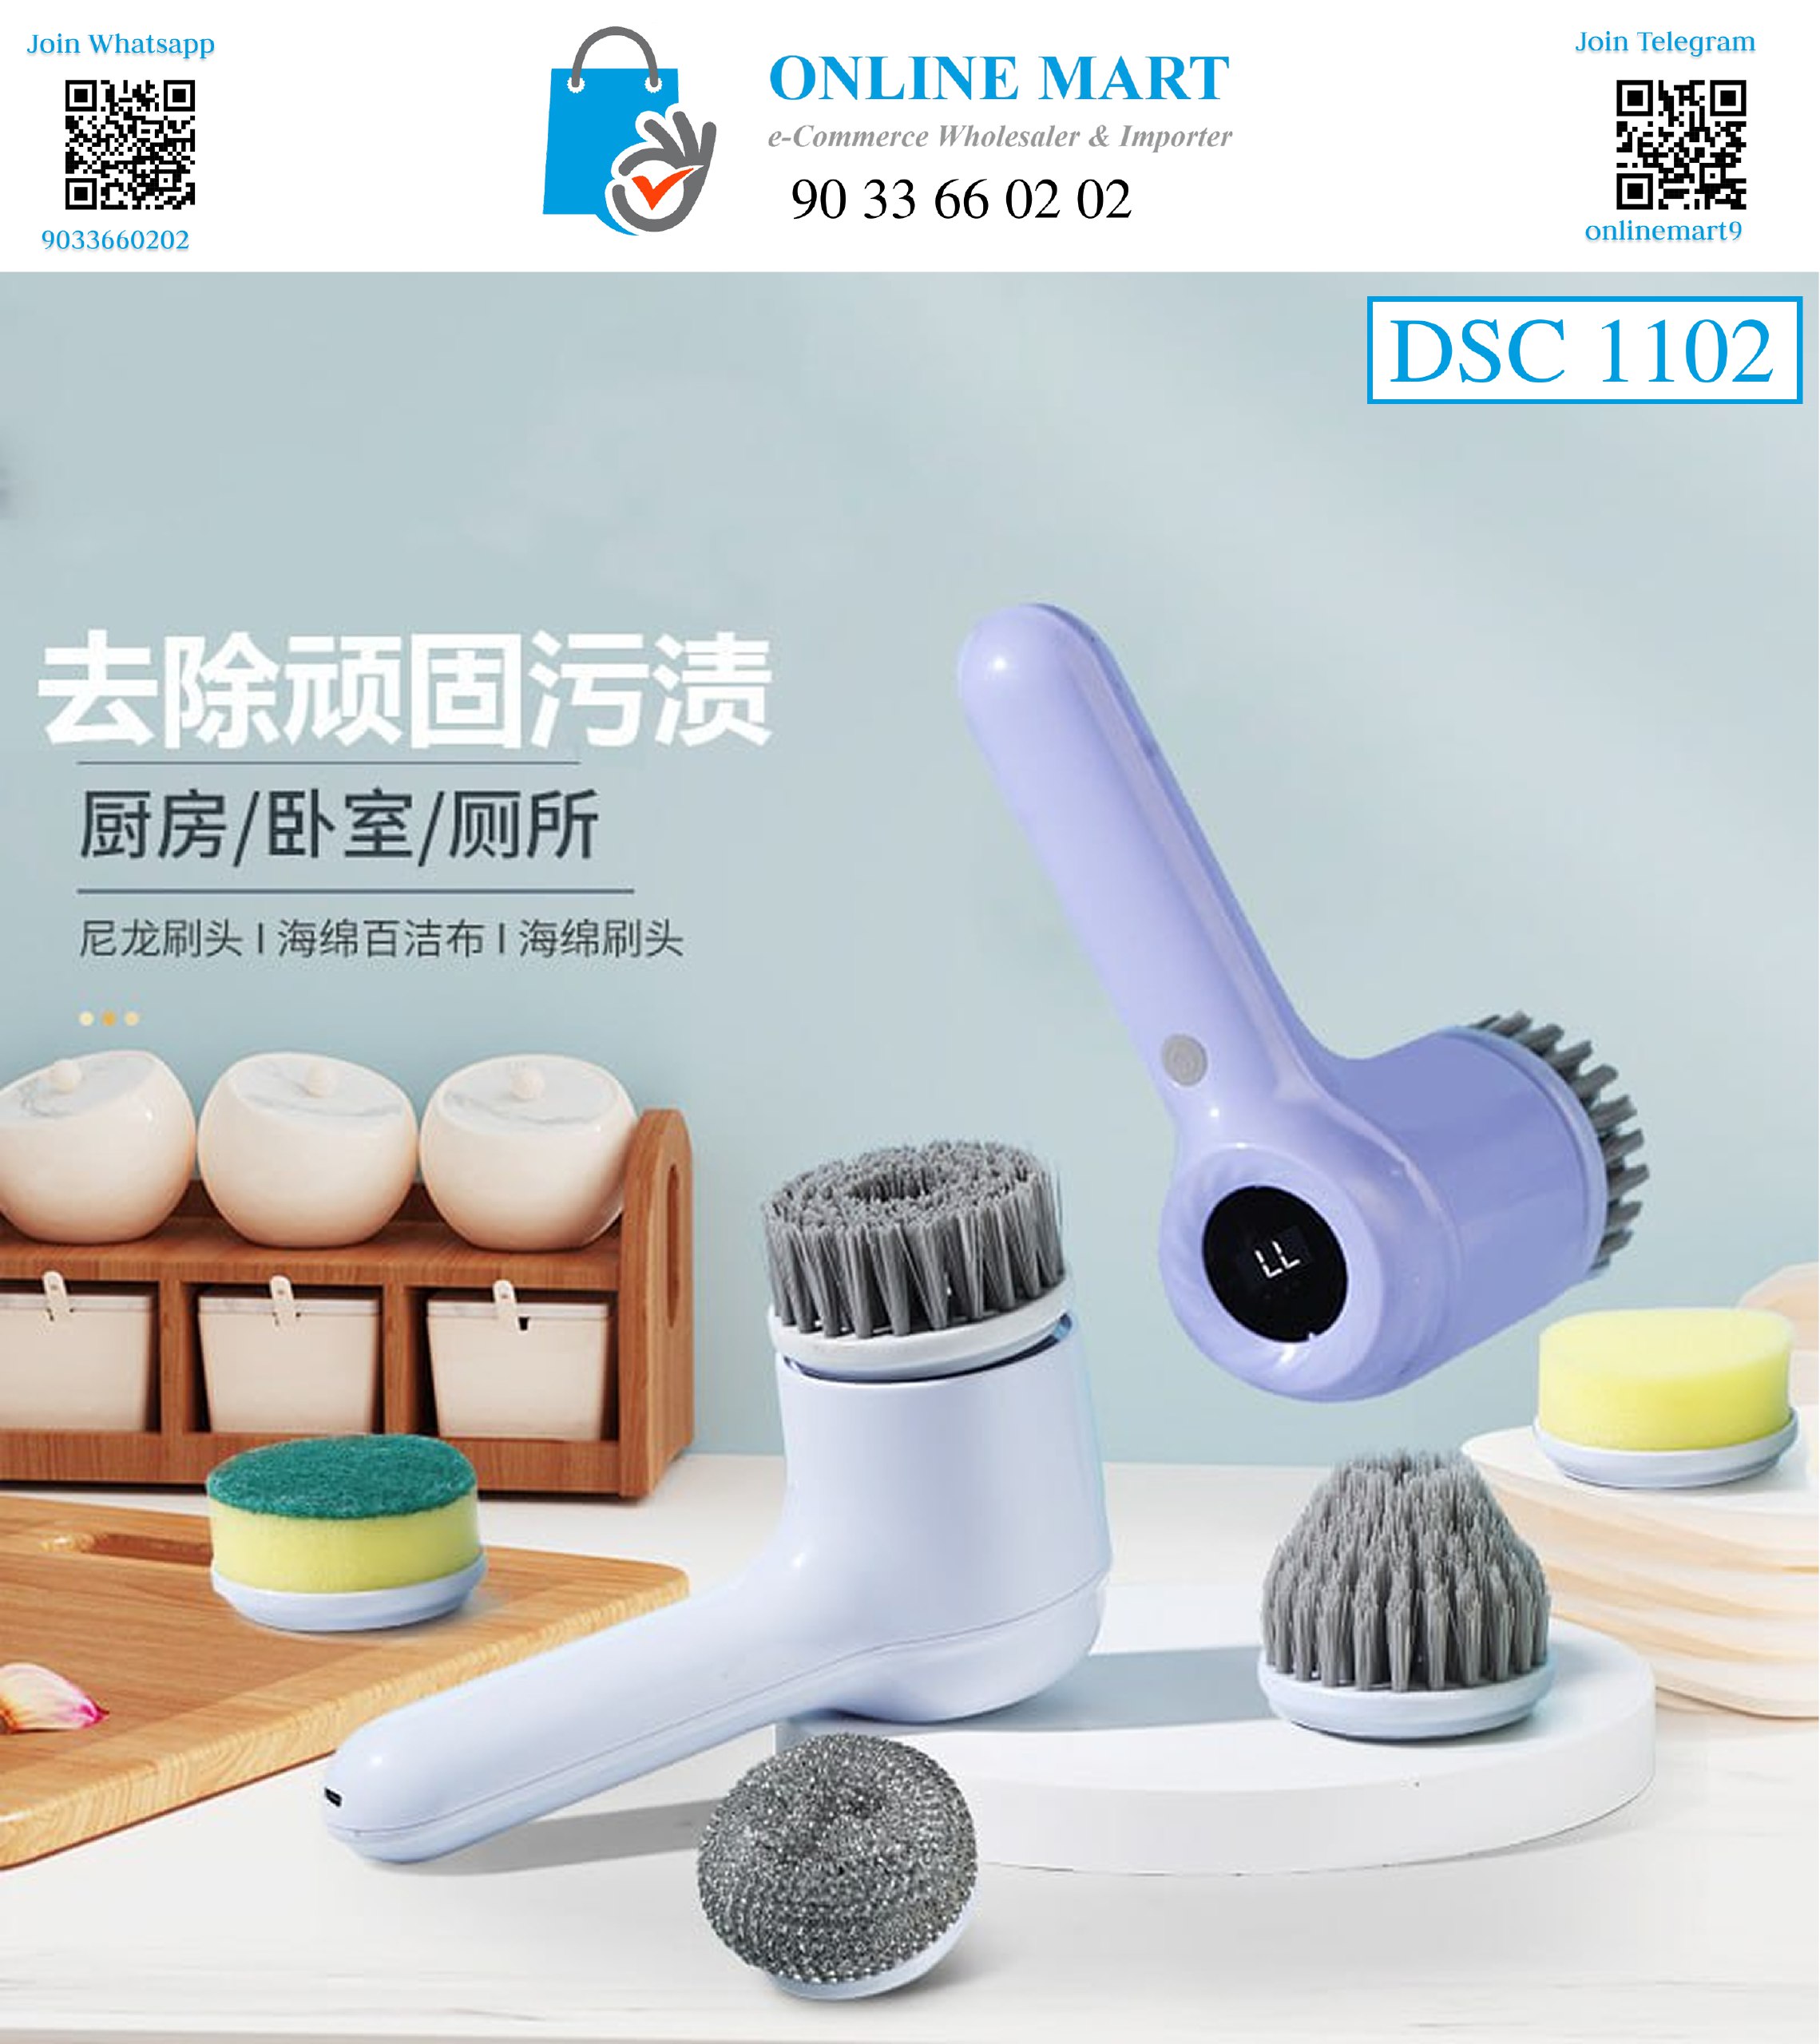 Join Whatsapp
9033660202
ONLINE MART
e-Commerce Wholesaler & Importer
90 33 66 02 02
Join Telegram
onlinemart9
DSC 1102
去除顽固污渍
厨房/卧室/厕所
尼龙刷头 | 海绵百洁布 | 海绵刷头
LL